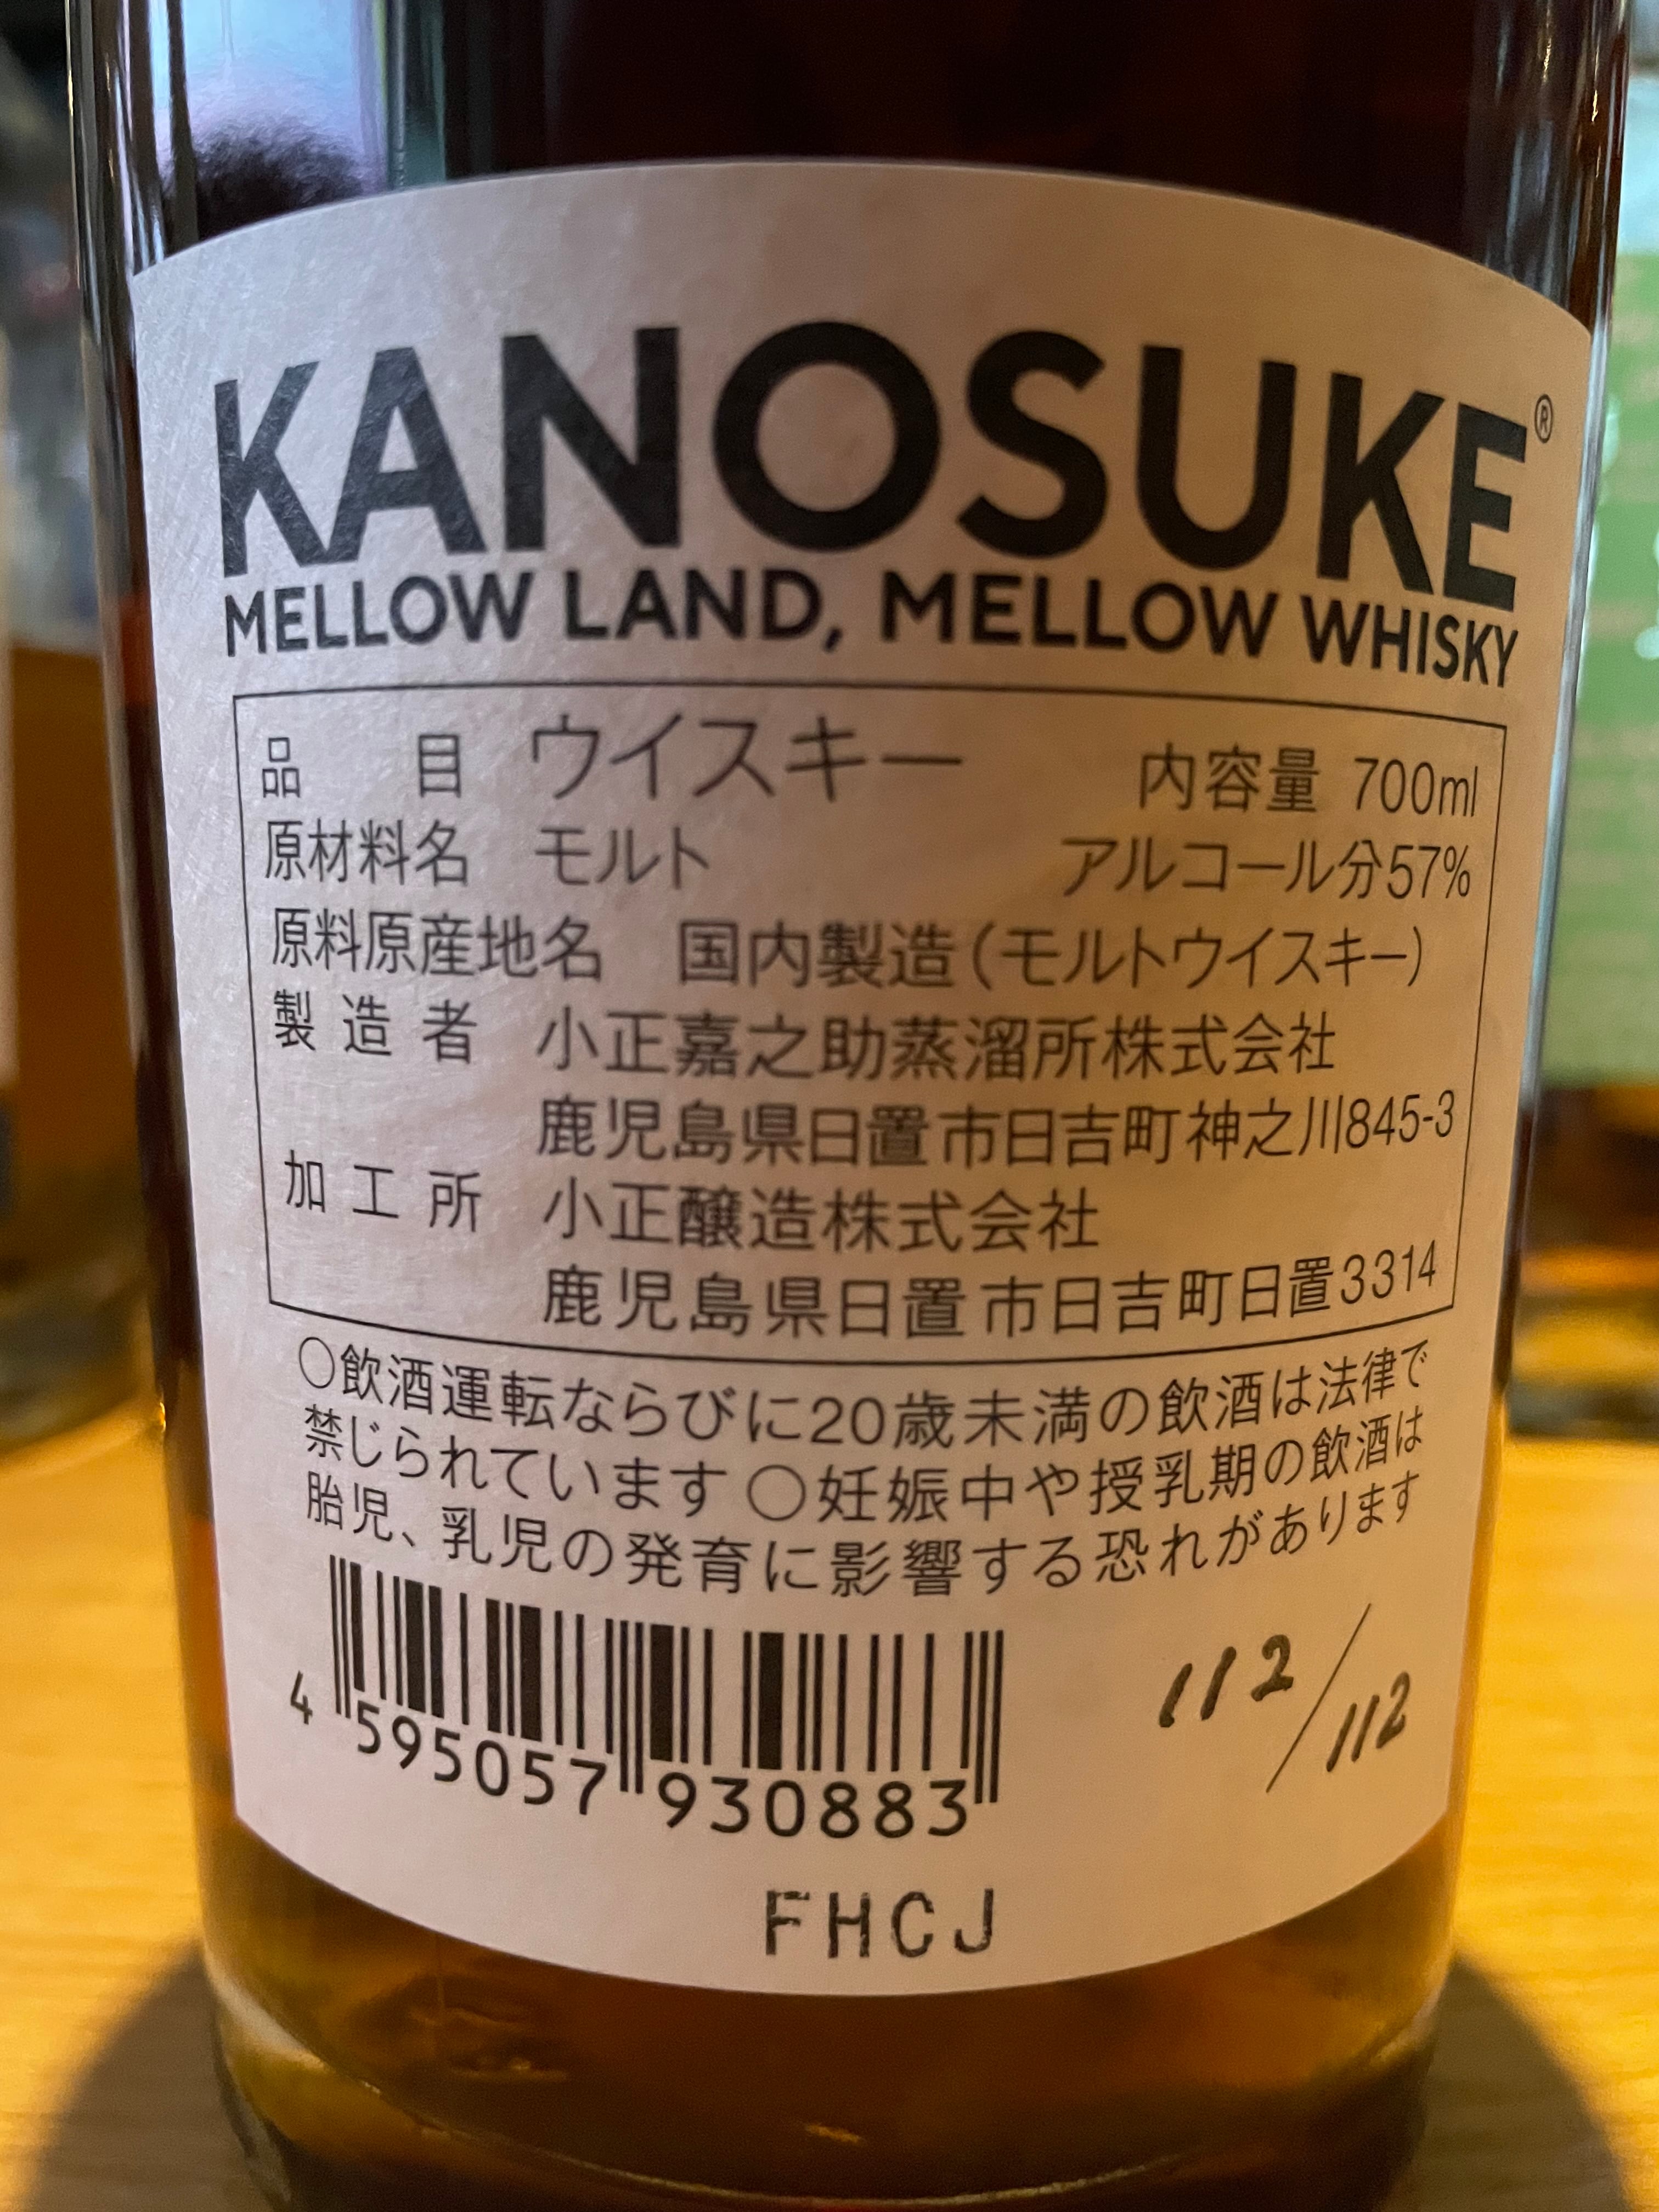 KANOSUKE®
MELLOW LAND, MELLOW WHISKY
品目 ウイスキー 内容量 700ml
原材料名 モルト アルコール分57%
原料原産地名 国内製造(モルトウイスキー)
製造者 小正嘉之助蒸溜所株式会社
鹿児島県日置市日吉町神之川845-3
加工所 小正醸造株式会社
鹿児島県日置市日吉町日置3314
○飲酒運転ならびに20歳未満の飲酒は法律で
禁じられています○妊娠中や授乳期の飲酒は
胎児、乳児の発育に影響する恐れがあります
4 595057 930883
112/112
FHCJ